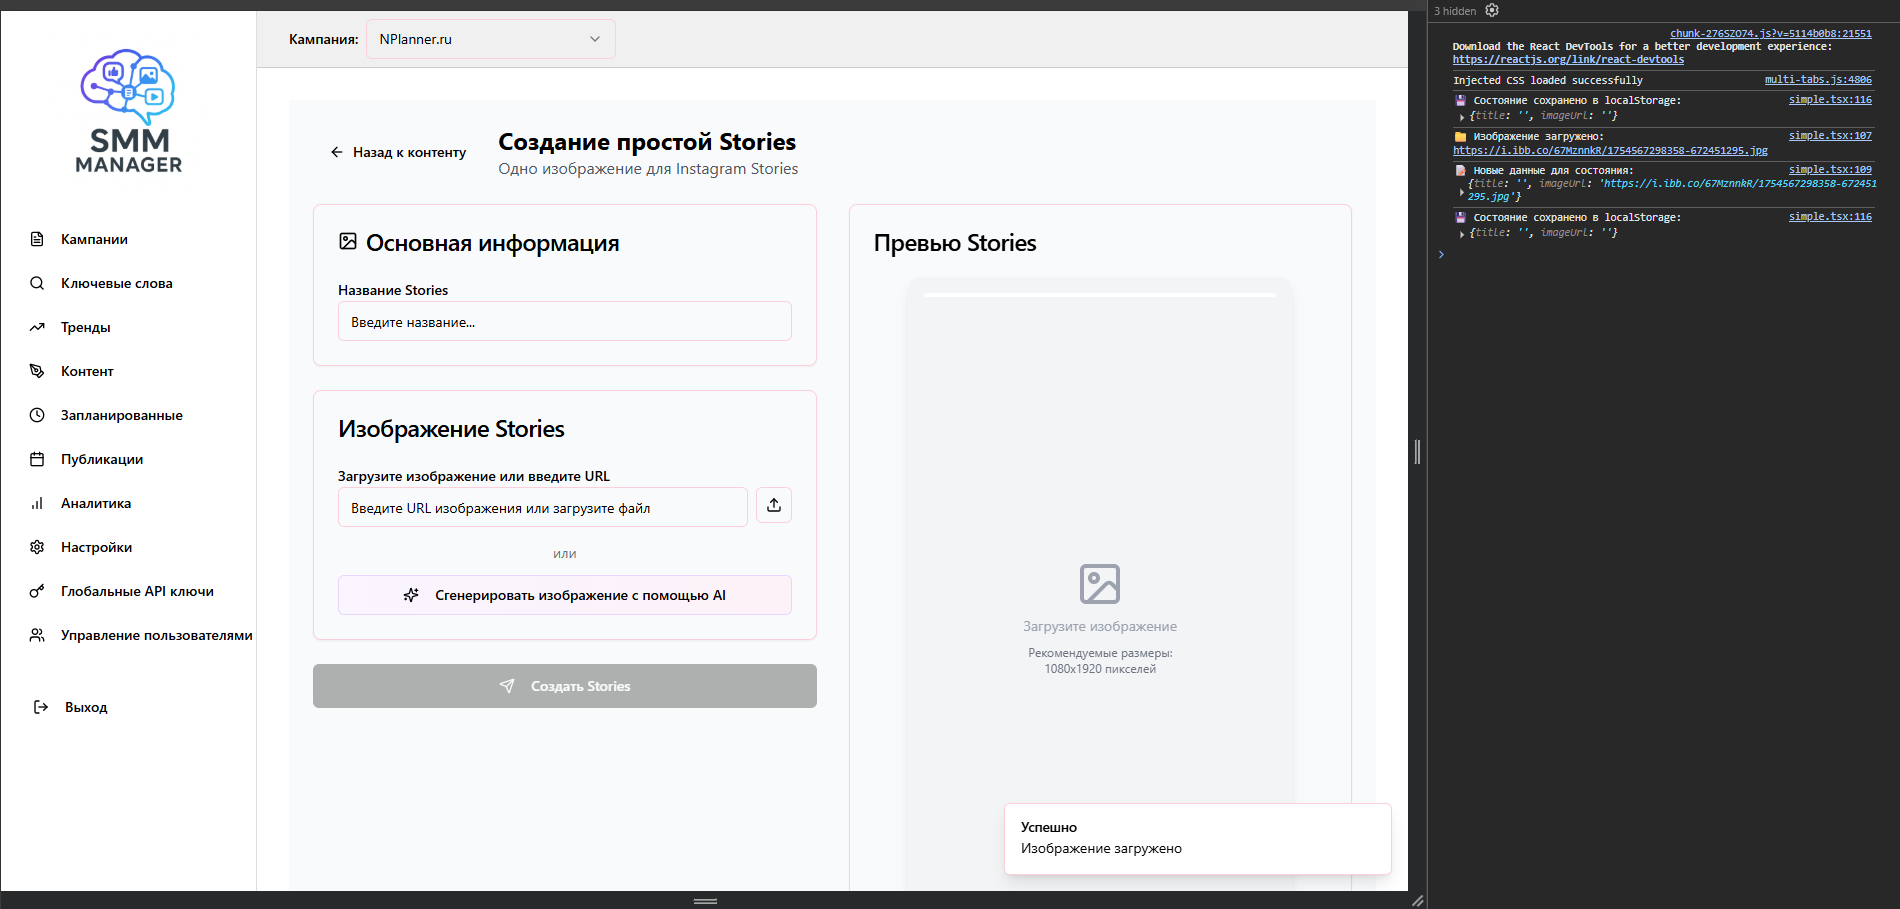 SMM
MANAGER
Кампании
Ключевые слова
Тренды
Контент
Запланированные
Публикации
Аналитика
Настройки
Глобальные API ключи
Управление пользователями
Выход
Кампания:
NPlanner.ru
Назад к контенту
Создание простой Stories
Одно изображение для Instagram Stories
Основная информация
Название Stories
Введите название...
Изображение Stories
Загрузите изображение или введите URL
Введите URL изображения или загрузите файл
или
Сгенерировать изображение с помощью AI
Создать Stories
Превью Stories
Загрузите изображение
Рекомендуемые размеры:
1080x1920 пикселей
Успешно
Изображение загружено
3 hidden
chunk-276SZO74.js?v=5114b0b8:21551
Download the React DevTools for a better development experience:
https://reactjs.org/link/react-devtools
Injected CSS loaded successfully multi-tabs.js:4806
Состояние сохранено в localStorage: simple.tsx:116
{title: '', imageUrl: ''}
Изображение загружено: simple.tsx:107
https://i.ibb.co/67MznnkR/1754567298358-672451295.jpg
Новые данные для состояния: simple.tsx:109
{title: '', imageUrl: 'https://i.ibb.co/67MznnkR/1754567298358-672451
295.jpg'}
Состояние сохранено в localStorage: simple.tsx:116
{title: '', imageUrl: ''}